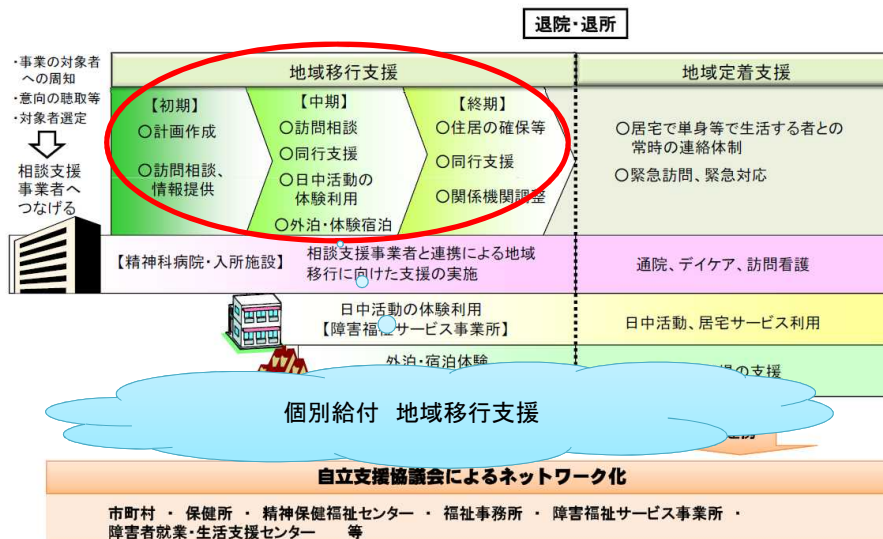 退院・退所
・事業の対象者
への周知
・意向の聴取等
・対象者選定
相談支援
事業者へ
つなげる
地域移行支援
地域定着支援
【初期】
○計画作成
○訪問相談、
情報提供
【中期】
○訪問相談
○同行支援
○日中活動の
体験利用
○外泊・体験宿泊
【終期】
○住居の確保等
○同行支援
○関係機関調整
○居宅で単身等で生活する者との
常時の連絡体制
○緊急訪問、緊急対応
【精神科病院・入所施設】
相談支援事業者と連携による地域
移行に向けた支援の実施
通院、デイケア、訪問看護
日中活動の体験利用
【障害福祉サービス事業所】
日中活動、居宅サービス利用
外泊・宿泊体験
の支援
個別給付 地域移行支援
自立支援協議会によるネットワーク化
市町村 ・ 保健所 ・ 精神保健福祉センター ・ 福祉事務所 ・ 障害福祉サービス事業所 ・
障害者就業・生活支援センター 等